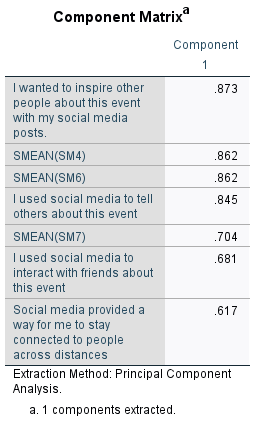 Component Matrixa
Component
1
I wanted to inspire other
people about this event
with my social media
posts.
.873
SMEAN(SM4) .862
SMEAN(SM6) .862
I used social media to tell
others about this event
.845
SMEAN(SM7) .704
I used social media to
interact with friends about
this event
.681
Social media provided a
way for me to stay
connected to people
across distances
.617
Extraction Method: Principal Component
Analysis.
a. 1 components extracted.